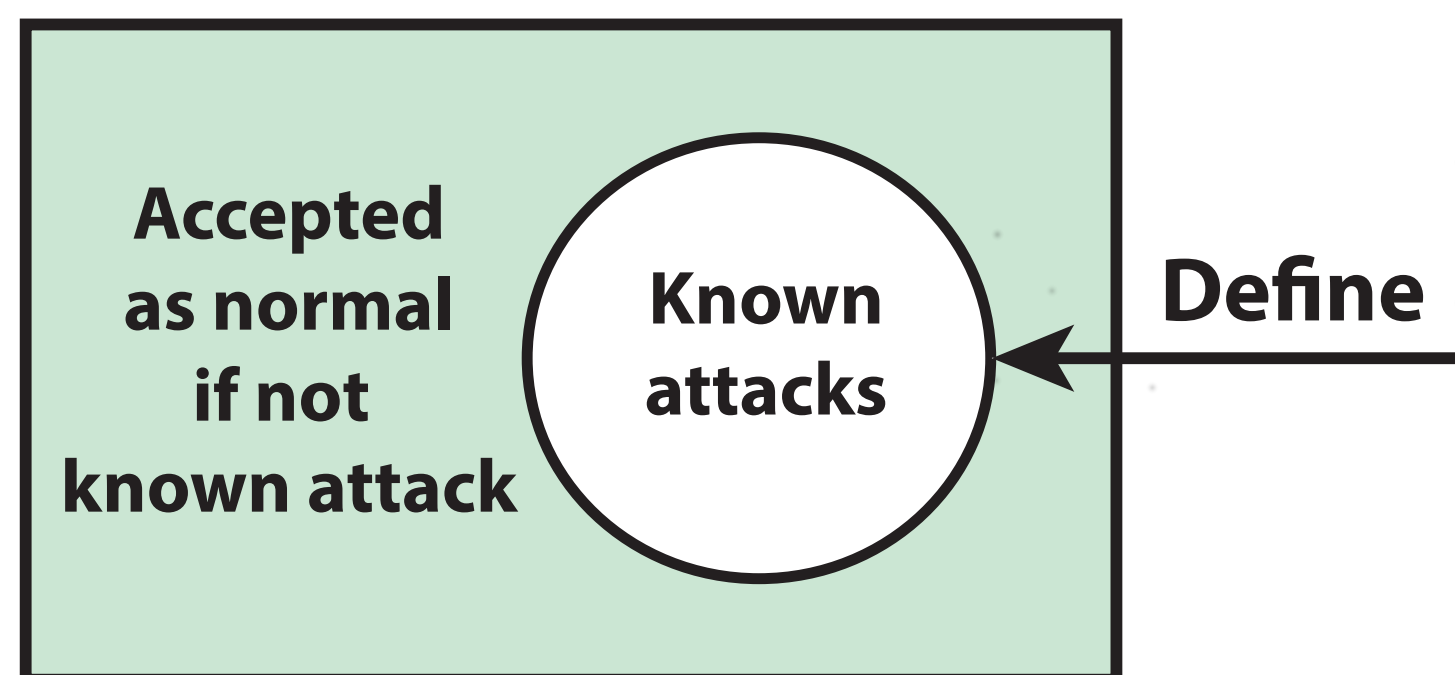 Accepted
as normal
if not
known attack
Known
attacks
Define